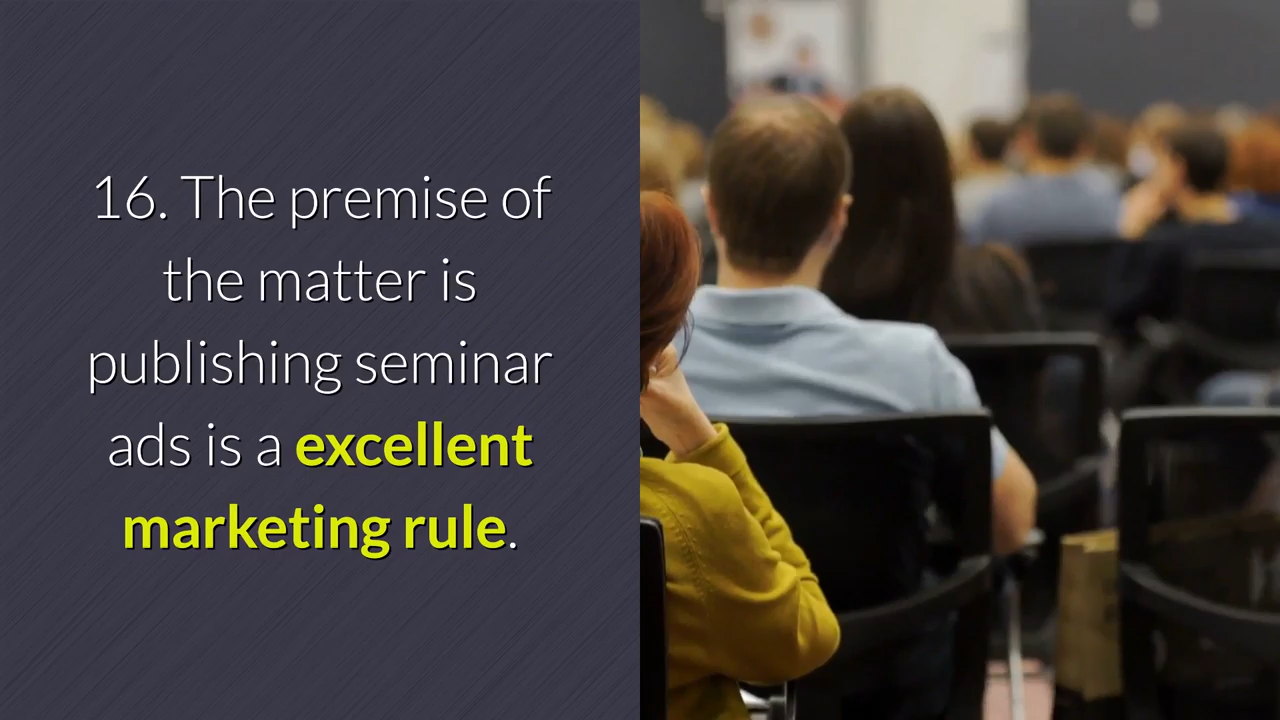 16. The premise of
the matter is
publishing seminar
ads is a excellent
marketing rule.